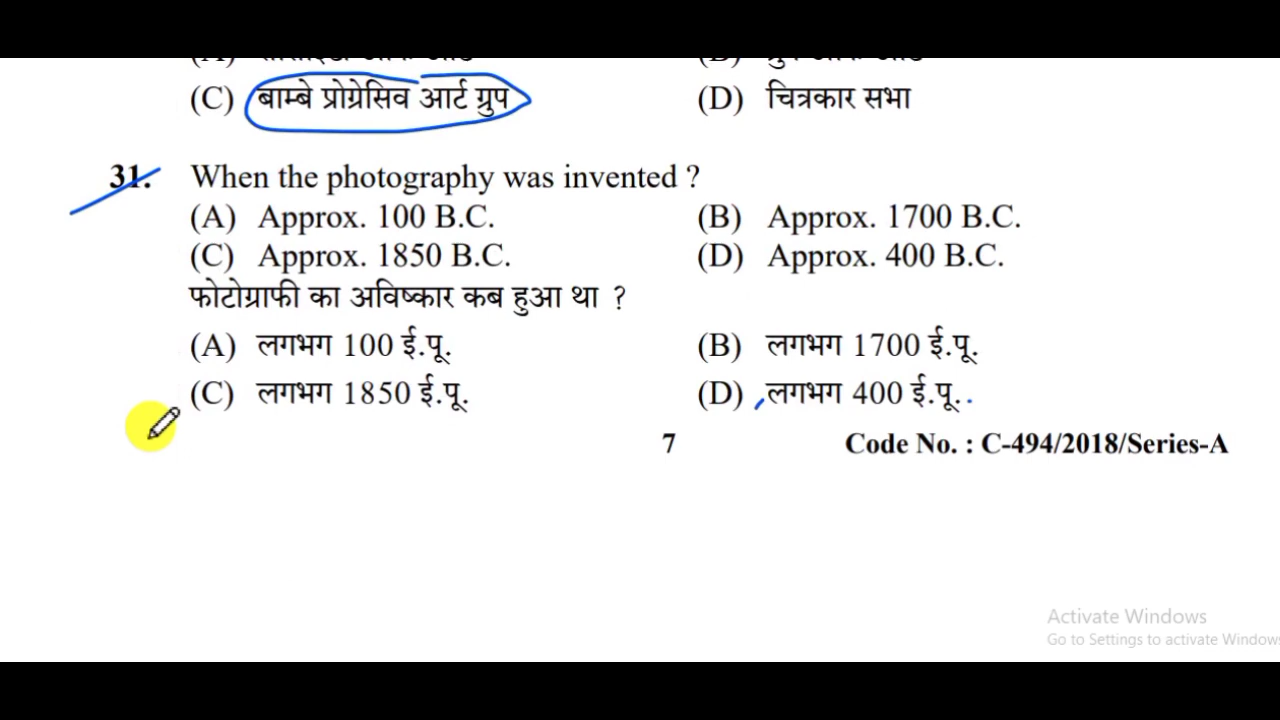 (C) बाम्बे प्रोग्रेसिव आर्ट ग्रुप (D) चित्रकार सभा
31. When the photography was invented ?
(A) Approx. 100 B.C. (B) Approx. 1700 B.C.
(C) Approx. 1850 B.C. (D) Approx. 400 B.C.
फोटोग्राफी का अविष्कार कब हुआ था ?
(A) लगभग 100 ई.पू. (B) लगभग 1700 ई.पू.
(C) लगभग 1850 ई.पू. (D) लगभग 400 ई.पू.
7 Code No. : C-494/2018/Series-A
Activate Windows
Go to Settings to activate Windows